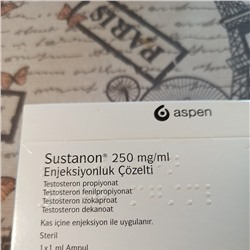 PARIS
aspen
Sustanon® 250 mg/ml
Enjeksiyonluk Çözelti
Testosteron propiyonat
Testosteron fenilpropiyonat
Testosteron izokaproat
Testosteron dekanoat
Kas içine enjeksiyon ile uygulanır.
Steril
1x1 ml Ampul